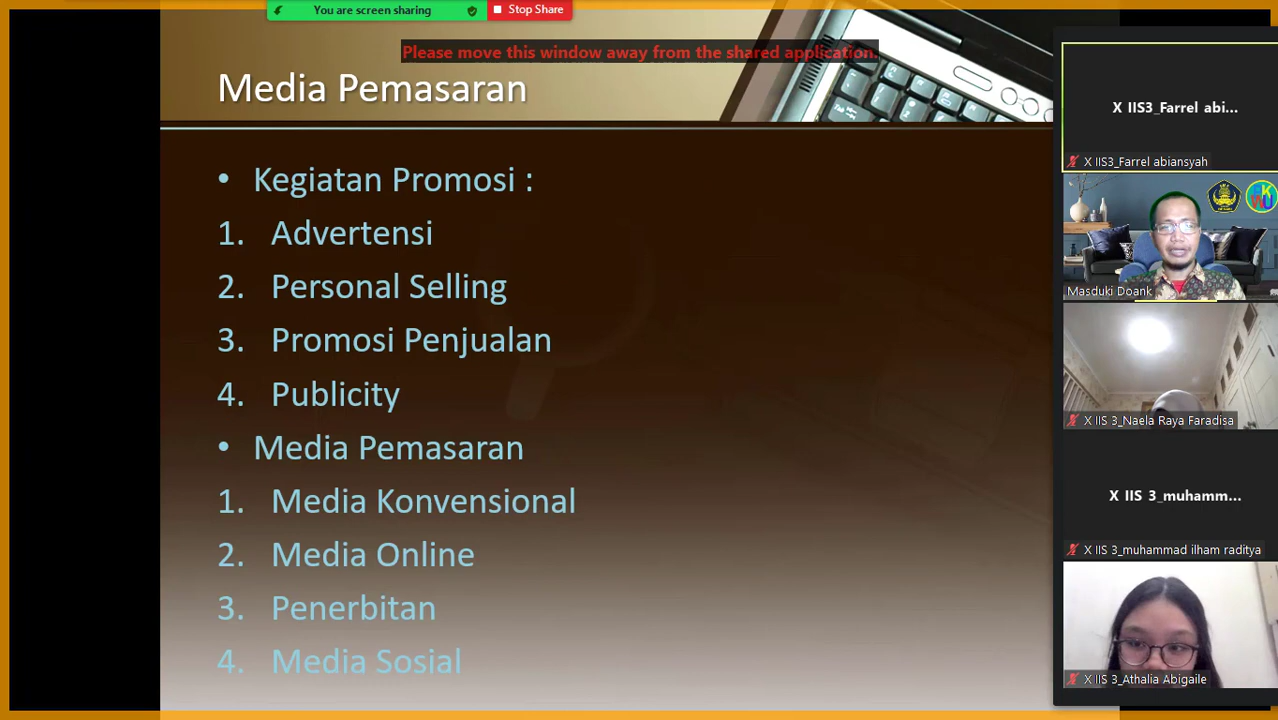 You are screen sharing
Stop Share
Please move this window away from the shared application.
Media Pemasaran
• Kegiatan Promosi :
1. Advertensi
2. Personal Selling
3. Promosi Penjualan
4. Publicity
• Media Pemasaran
1. Media Konvensional
2. Media Online
3. Penerbitan
4. Media Sosial
X IIS3_Farrel abi...
X IIS3_Farrel abiansyah
Masduki Doank
X IIS 3_Naela Raya Faradisa
X IIS 3_muhamm...
X IIS 3_muhammad ilham raditya
X IIS 3_Athalia Abigaile